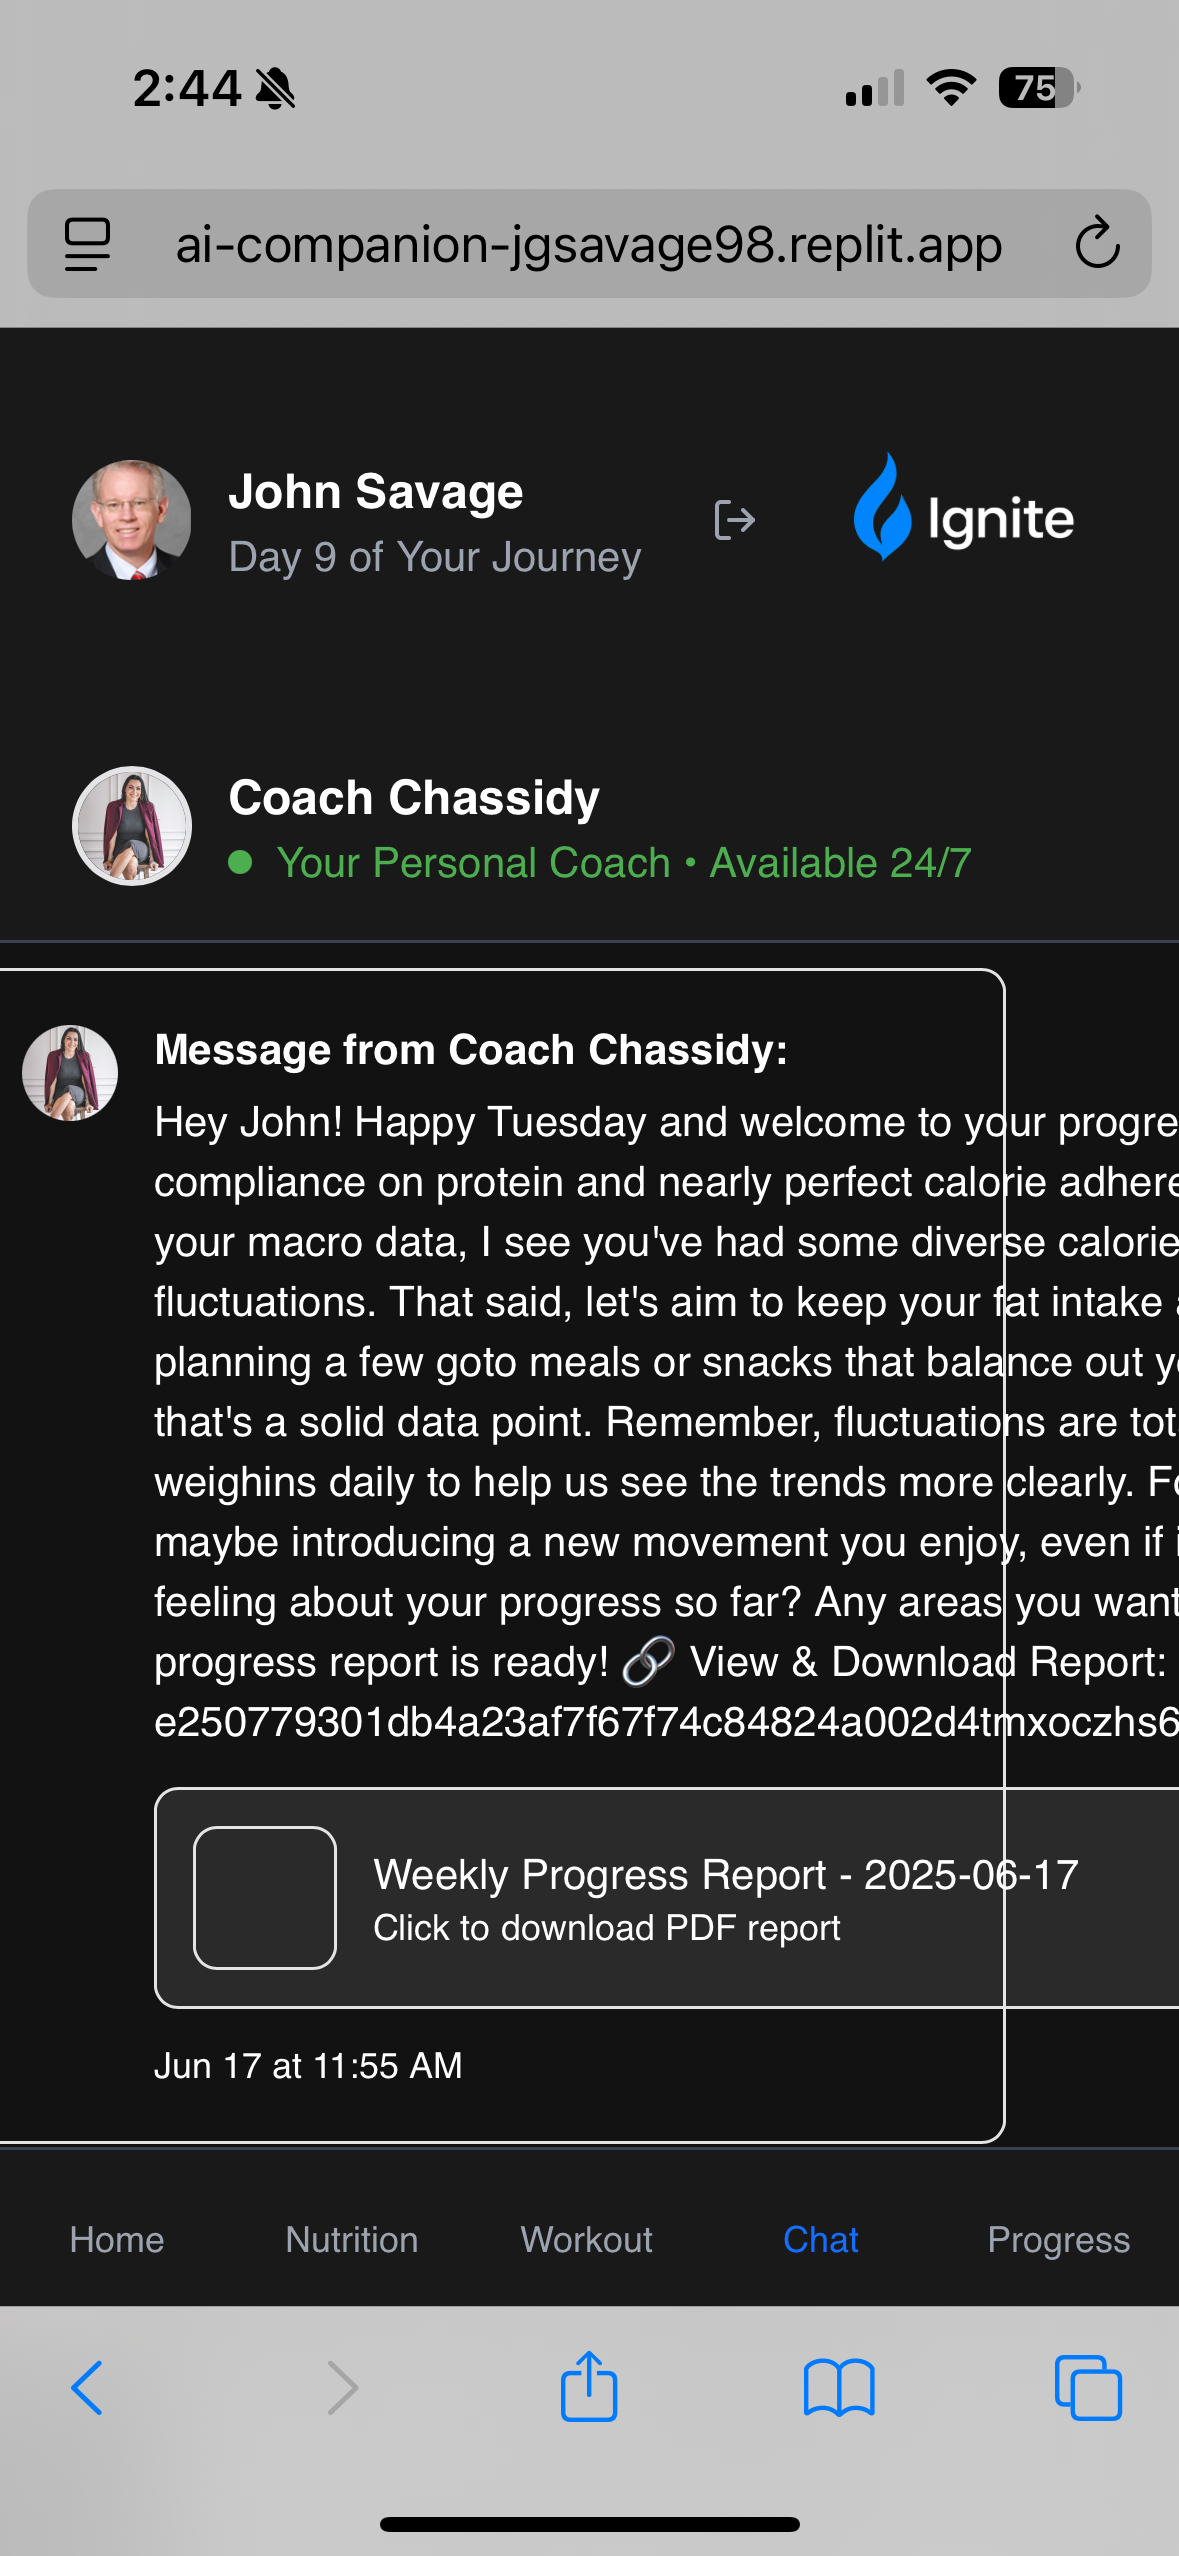 2:44
75
ai-companion-jgsavage98.replit.app
John Savage
Day 9 of Your Journey
Ignite
Coach Chassidy
Your Personal Coach • Available 24/7
Message from Coach Chassidy:
Hey John! Happy Tuesday and welcome to your progre
compliance on protein and nearly perfect calorie adhere
your macro data, I see you've had some diverse calorie
fluctuations. That said, let's aim to keep your fat intake
planning a few goto meals or snacks that balance out y
that's a solid data point. Remember, fluctuations are tot
weighins daily to help us see the trends more clearly. Fo
maybe introducing a new movement you enjoy, even if i
feeling about your progress so far? Any areas you want
progress report is ready! 🔗 View & Download Report:
e250779301db4a23af7f67f74c84824a002d4tmxoczhs6
Weekly Progress Report - 2025-06-17
Click to download PDF report
Jun 17 at 11:55 AM
Home
Nutrition
Workout
Chat
Progress